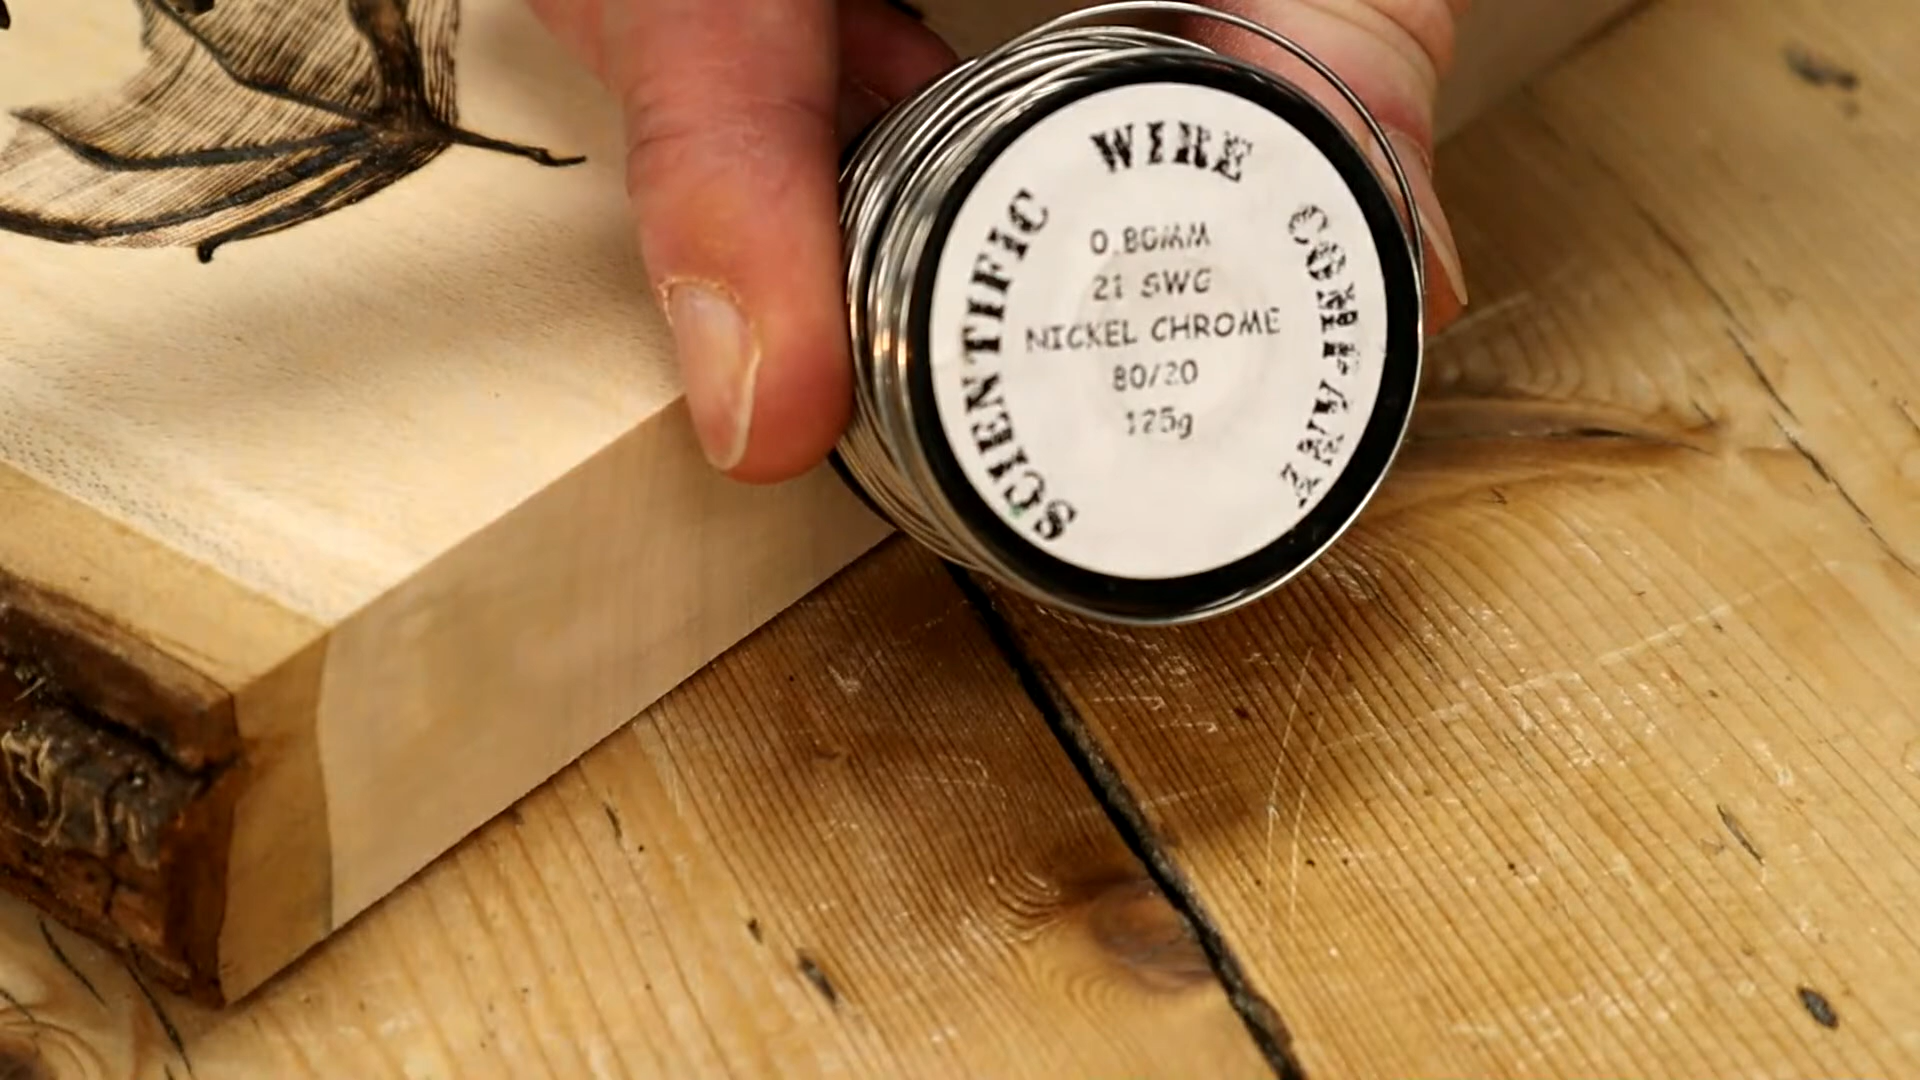 SCIENTIFIC WIRE COMPANY
0.80MM
21 SWG
NICKEL CHROME
80/20
125g